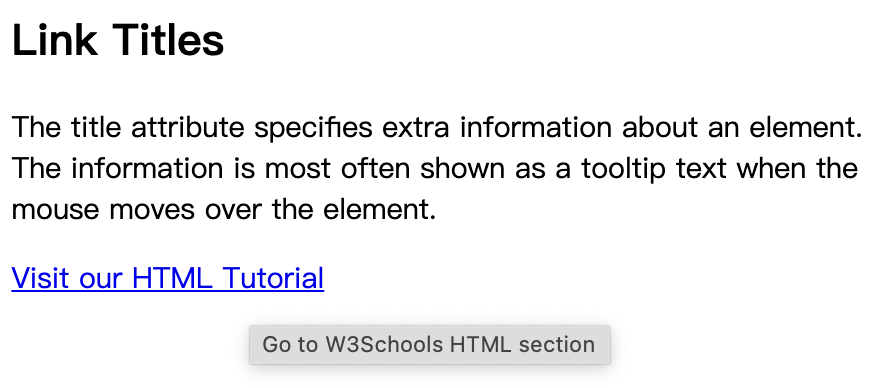 Link Titles
The title attribute specifies extra information about an element.
The information is most often shown as a tooltip text when the
mouse moves over the element.
Visit our HTML Tutorial
Go to W3Schools HTML section